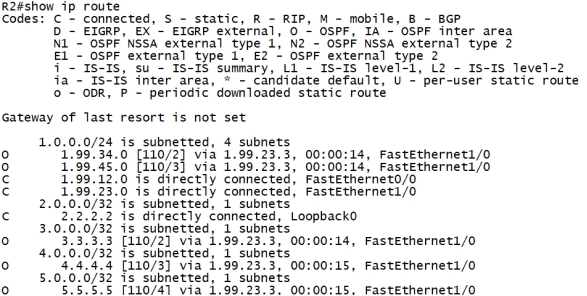 R2#show ip route
Codes: C - connected, S - static, R - RIP, M - mobile, B - BGP
       D - EIGRP, EX - EIGRP external, O - OSPF, IA - OSPF inter area
       N1 - OSPF NSSA external type 1, N2 - OSPF NSSA external type 2
       E1 - OSPF external type 1, E2 - OSPF external type 2
       i - IS-IS, su - IS-IS summary, L1 - IS-IS level-1, L2 - IS-IS level-2
       ia - IS-IS inter area, * - candidate default, U - per-user static route
       o - ODR, P - periodic downloaded static route
Gateway of last resort is not set
     1.0.0.0/24 is subnetted, 4 subnets
O       1.99.34.0 [110/2] via 1.99.23.3, 00:00:14, FastEthernet1/0
O       1.99.45.0 [110/3] via 1.99.23.3, 00:00:14, FastEthernet1/0
C       1.99.12.0 is directly connected, FastEthernet0/0
C       1.99.23.0 is directly connected, FastEthernet1/0
     2.0.0.0/32 is subnetted, 1 subnets
C       2.2.2.2 is directly connected, Loopback0
     3.0.0.0/32 is subnetted, 1 subnets
O       3.3.3.3 [110/2] via 1.99.23.3, 00:00:14, FastEthernet1/0
     4.0.0.0/32 is subnetted, 1 subnets
O       4.4.4.4 [110/3] via 1.99.23.3, 00:00:15, FastEthernet1/0
     5.0.0.0/32 is subnetted, 1 subnets
O       5.5.5.5 [110/4] via 1.99.23.3, 00:00:15, FastEthernet1/0